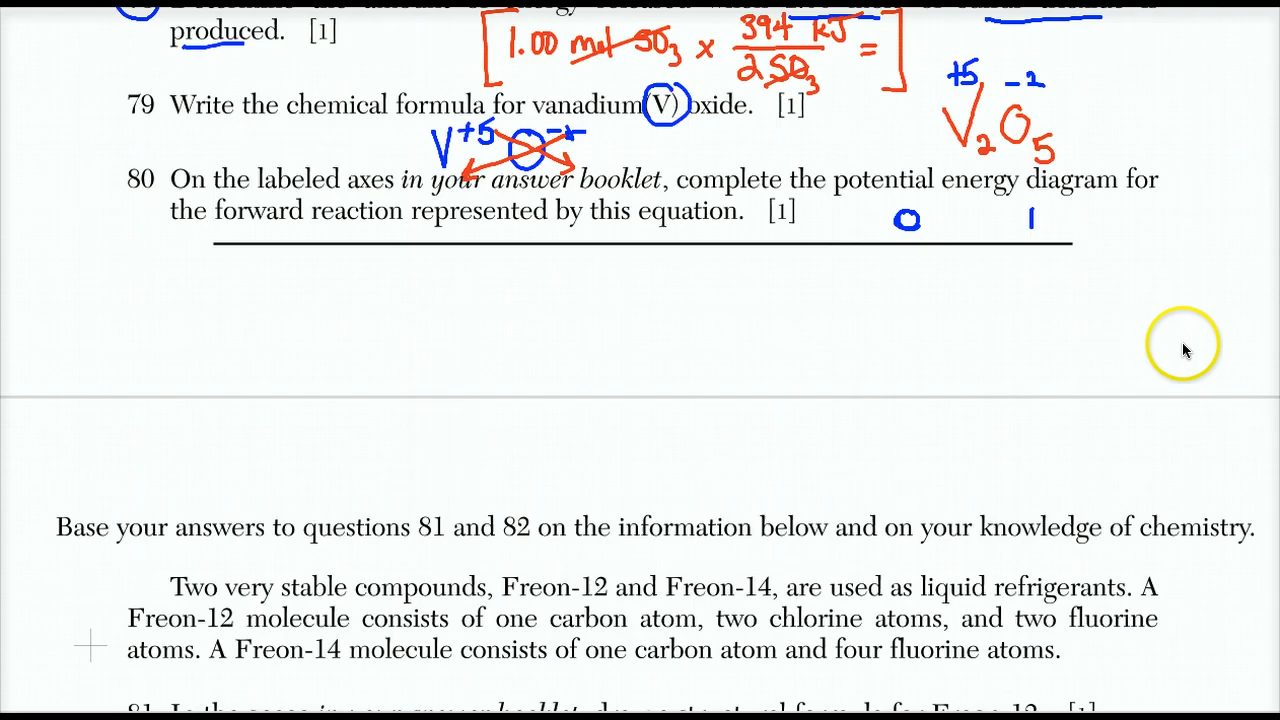 produced. [1]
[1.00 mol SO3 x 394 kJ / 2 SO3 = ]
79 Write the chemical formula for vanadium(V) oxide. [1]
+5 -2
V2O5
V+5 O
80 On the labeled axes in your answer booklet, complete the potential energy diagram for
the forward reaction represented by this equation. [1]
0 1
Base your answers to questions 81 and 82 on the information below and on your knowledge of chemistry.
Two very stable compounds, Freon-12 and Freon-14, are used as liquid refrigerants. A
Freon-12 molecule consists of one carbon atom, two chlorine atoms, and two fluorine
atoms. A Freon-14 molecule consists of one carbon atom and four fluorine atoms.